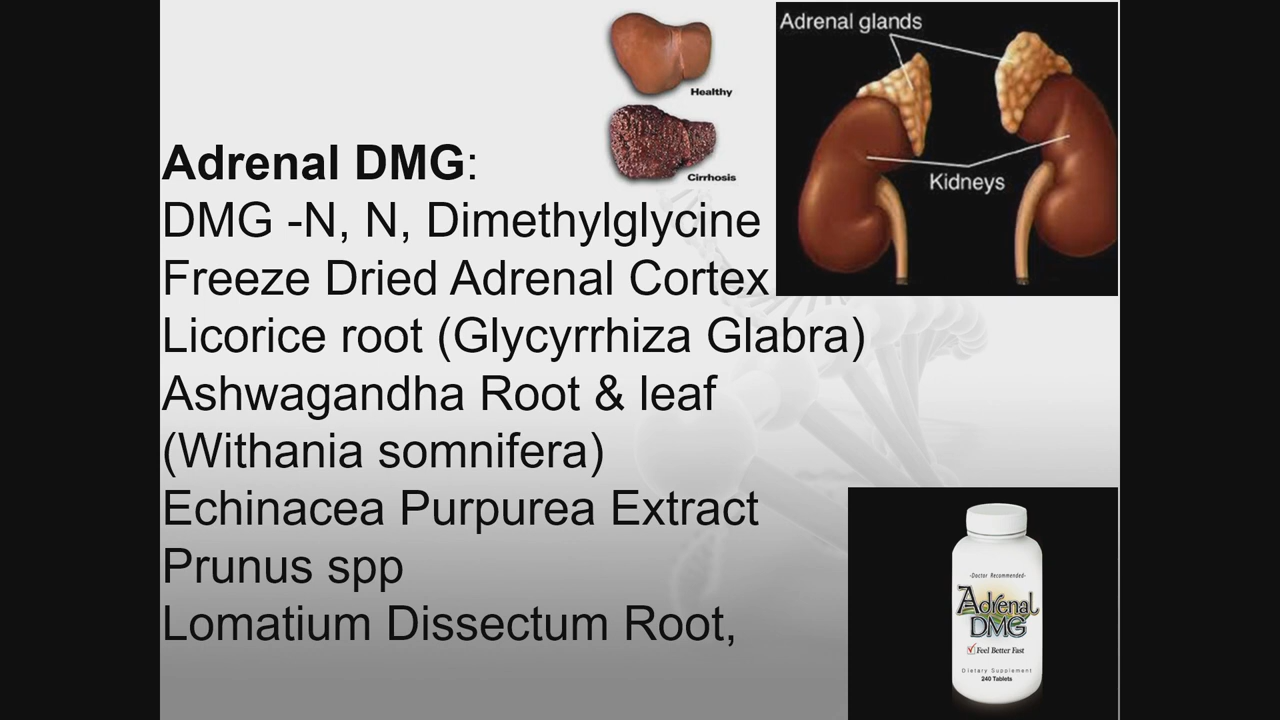 Adrenal DMG:
DMG -N, N, Dimethylglycine
Freeze Dried Adrenal Cortex
Licorice root (Glycyrrhiza Glabra)
Ashwagandha Root & leaf
(Withania somnifera)
Echinacea Purpurea Extract
Prunus spp
Lomatium Dissectum Root,
Healthy
Cirrhosis
Adrenal glands
Kidneys
-Doctor Recommended-
Adrenal
DMG
Feel Better Fast
Dietary Supplement
240 Tablets